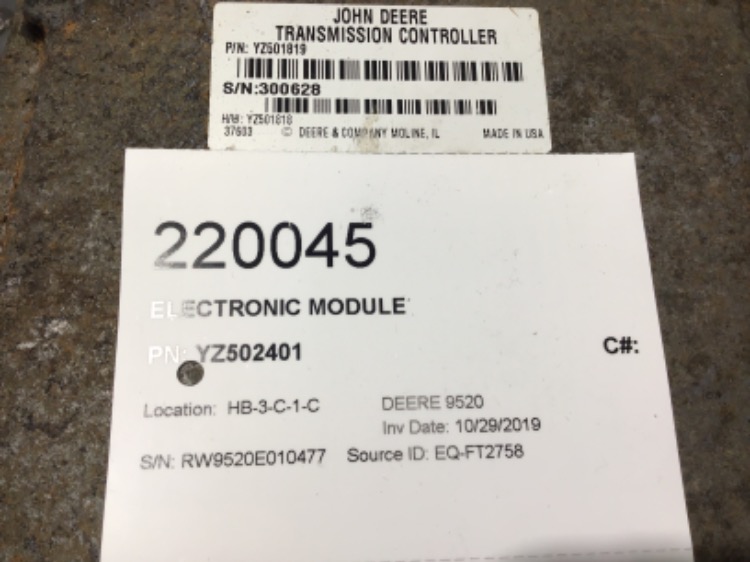 JOHN DEERE
TRANSMISSION CONTROLLER
P/N: YZ501819
S/N:300628
H/B: YZ501818
37603 © DEERE & COMPANY MOLINE, IL MADE IN USA
220045
ELECTRONIC MODULE
PN: YZ502401 C#:
Location: HB-3-C-1-C DEERE 9520
Inv Date: 10/29/2019
S/N: RW9520E010477 Source ID: EQ-FT2758